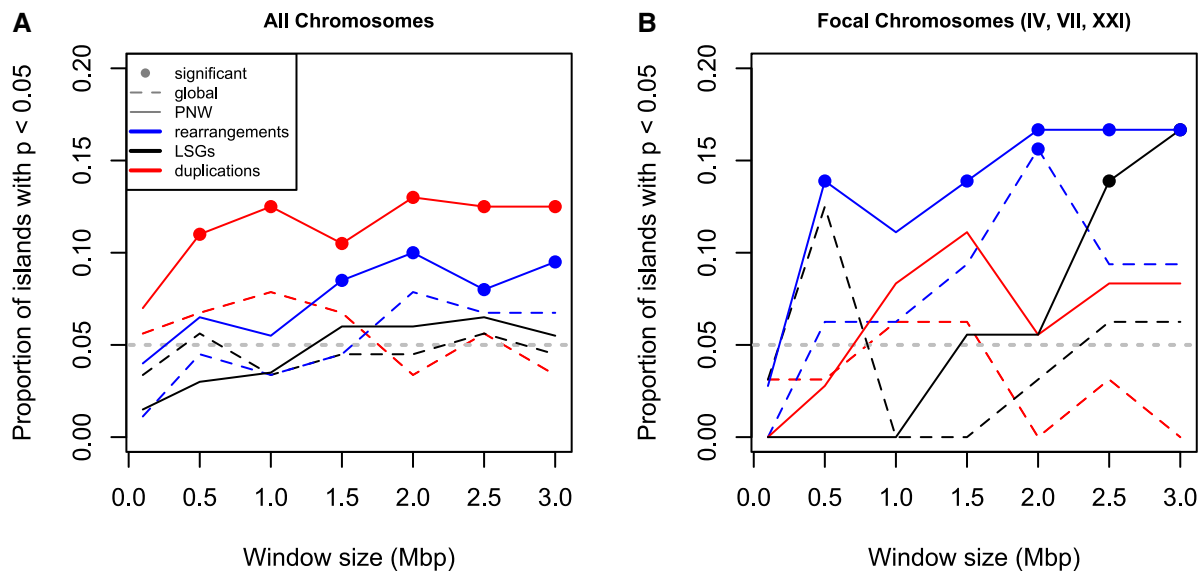 A
All Chromosomes
Proportion of islands with p < 0.05
0.20
0.15
0.10
0.05
0.00
significant
global
PNW
rearrangements
LSGs
duplications
0.0 0.5 1.0 1.5 2.0 2.5 3.0
Window size (Mbp)
B
Focal Chromosomes (IV, VII, XXI)
Proportion of islands with p < 0.05
0.20
0.15
0.10
0.05
0.00
0.0 0.5 1.0 1.5 2.0 2.5 3.0
Window size (Mbp)